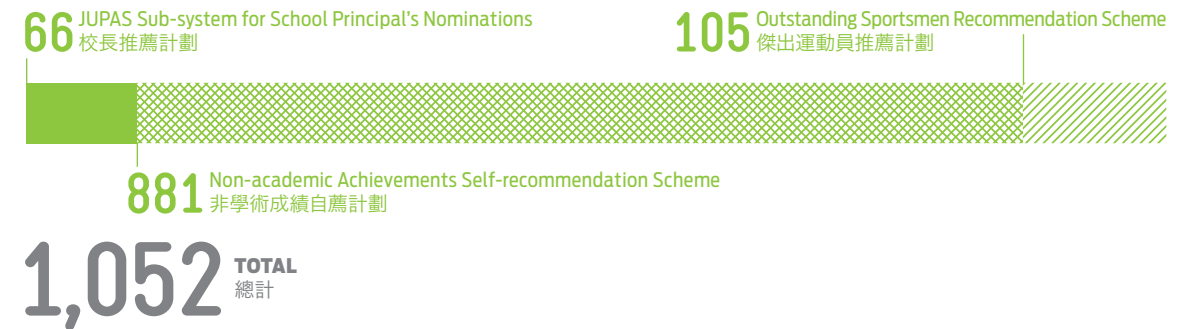 66 JUPAS Sub-system for School Principal's Nominations
校長推薦計劃
105 Outstanding Sportsmen Recommendation Scheme
傑出運動員推薦計劃
881 Non-academic Achievements Self-recommendation Scheme
非學術成績自薦計劃
1,052 TOTAL
總計